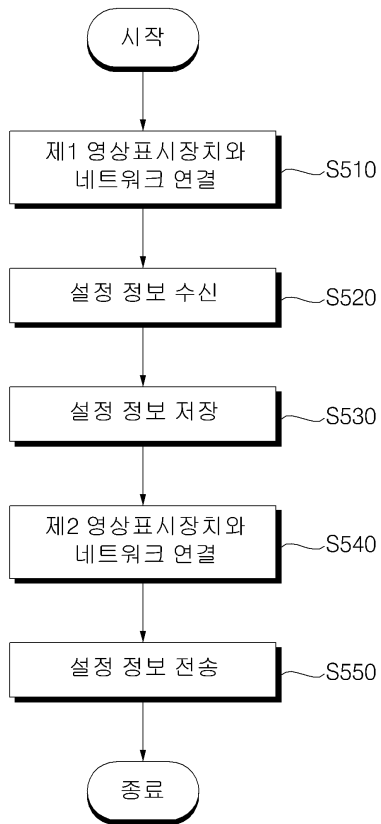 시작
제1 영상표시장치와
네트워크 연결
S510
설정 정보 수신
S520
설정 정보 저장
S530
제2 영상표시장치와
네트워크 연결
S540
설정 정보 전송
S550
종료